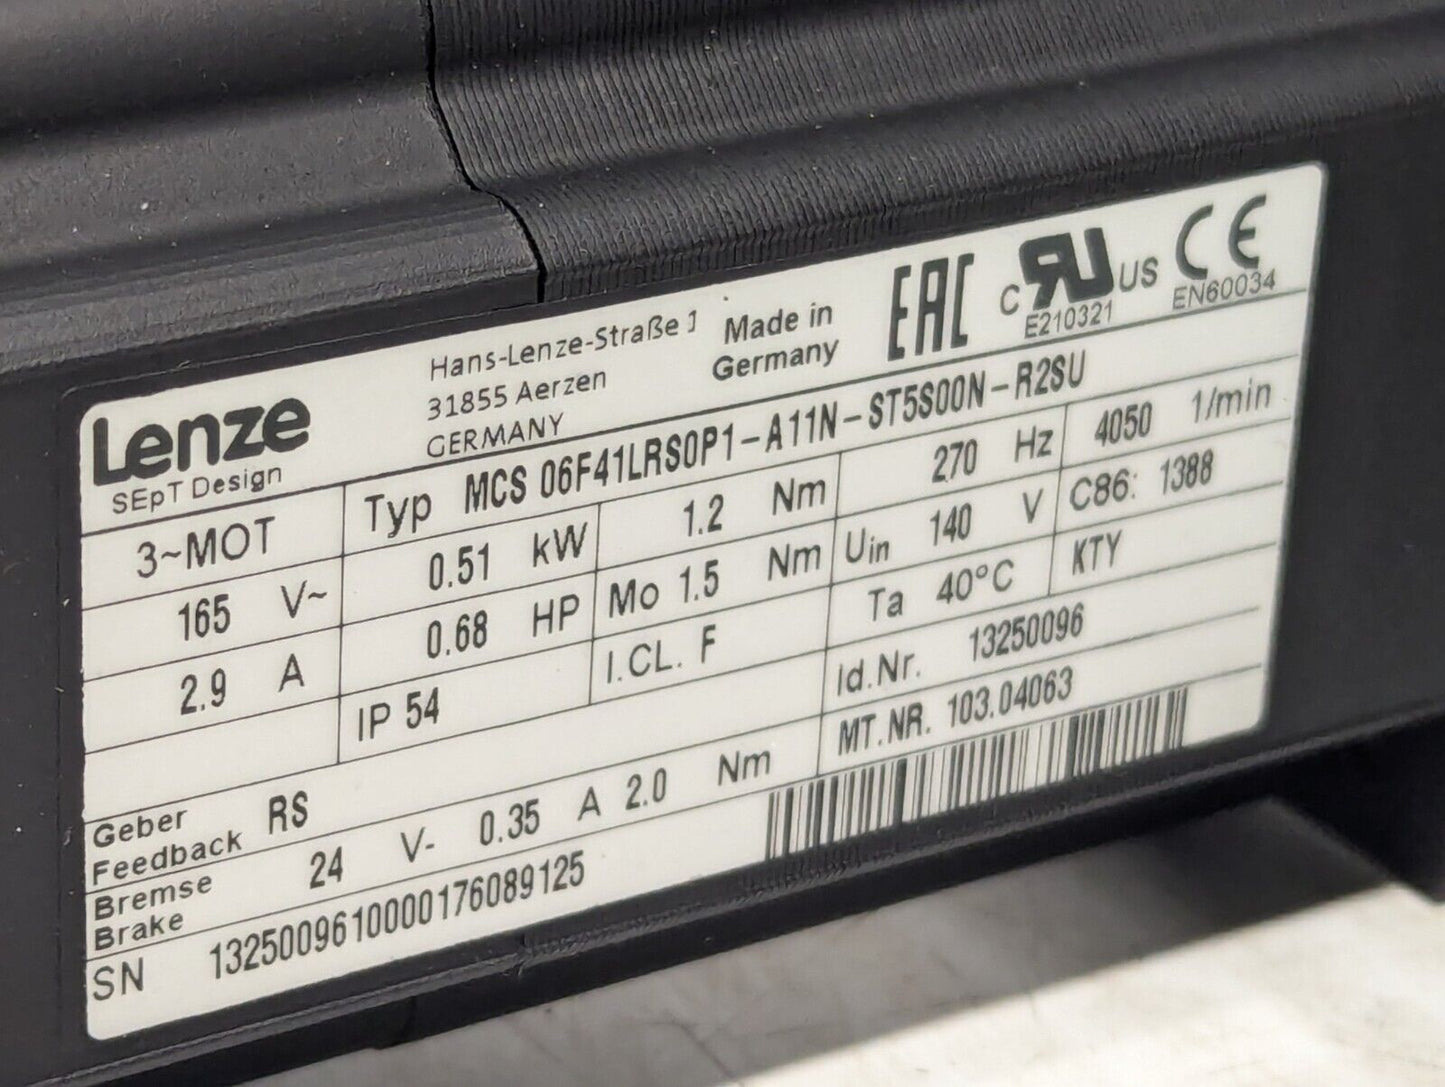 Lenze
SEpT Design
Hans-Lenze-Straße 1
31855 Aerzen
GERMANY
Made in
Germany
EAC
C RU US
E210321
CE
EN60034
3~MOT
Typ MCS 06F41LRS0P1-A11N-ST5S00N-R2SU
165 V~ 0.51 kW 1.2 Nm 270 Hz 4050 1/min
2.9 A 0.68 HP Mo 1.5 Nm Uin 140 V C86: 1388
IP 54 I.CL. F Ta 40°C KTY
Geber
Feedback RS
Id.Nr. 13250096
Bremse
Brake 24 V- 0.35 A 2.0 Nm
MT.NR. 103.04063
SN 1325009610000176089125